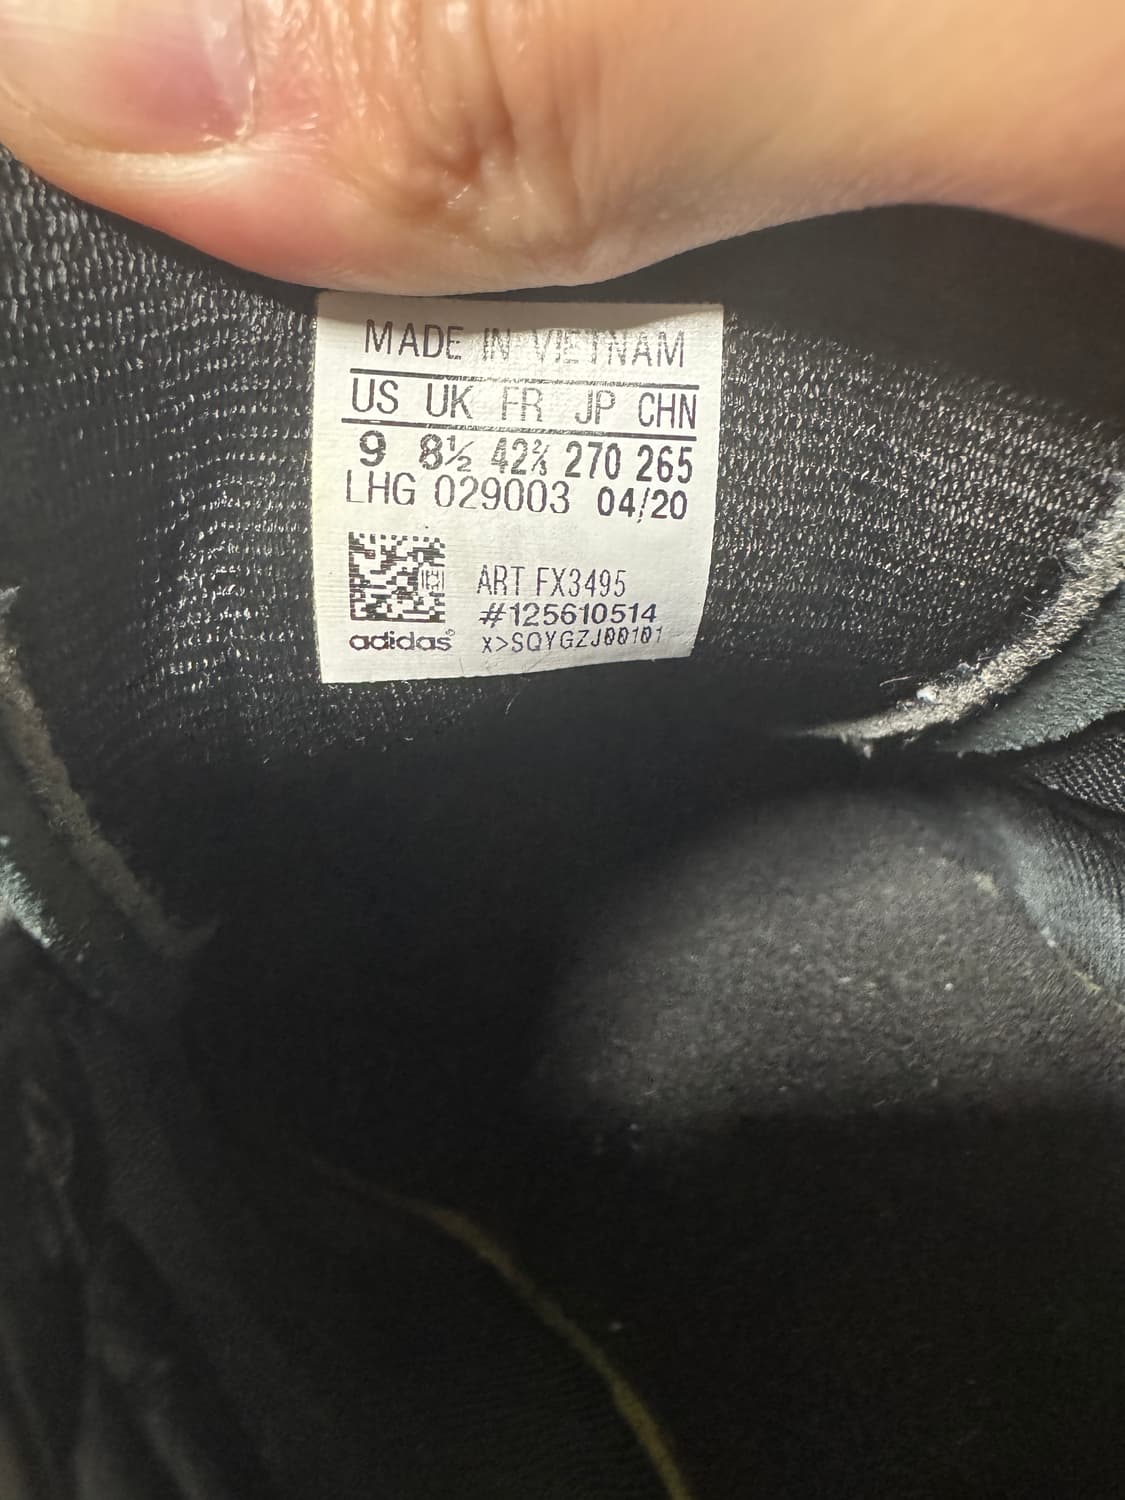 MADE IN VIETNAM
US UK FR JP CHN
9 8½ 42⅔ 270 265
LHG 029003 04/20
ART FX3495
#125610514
adidas® x>SQYGZJ00101